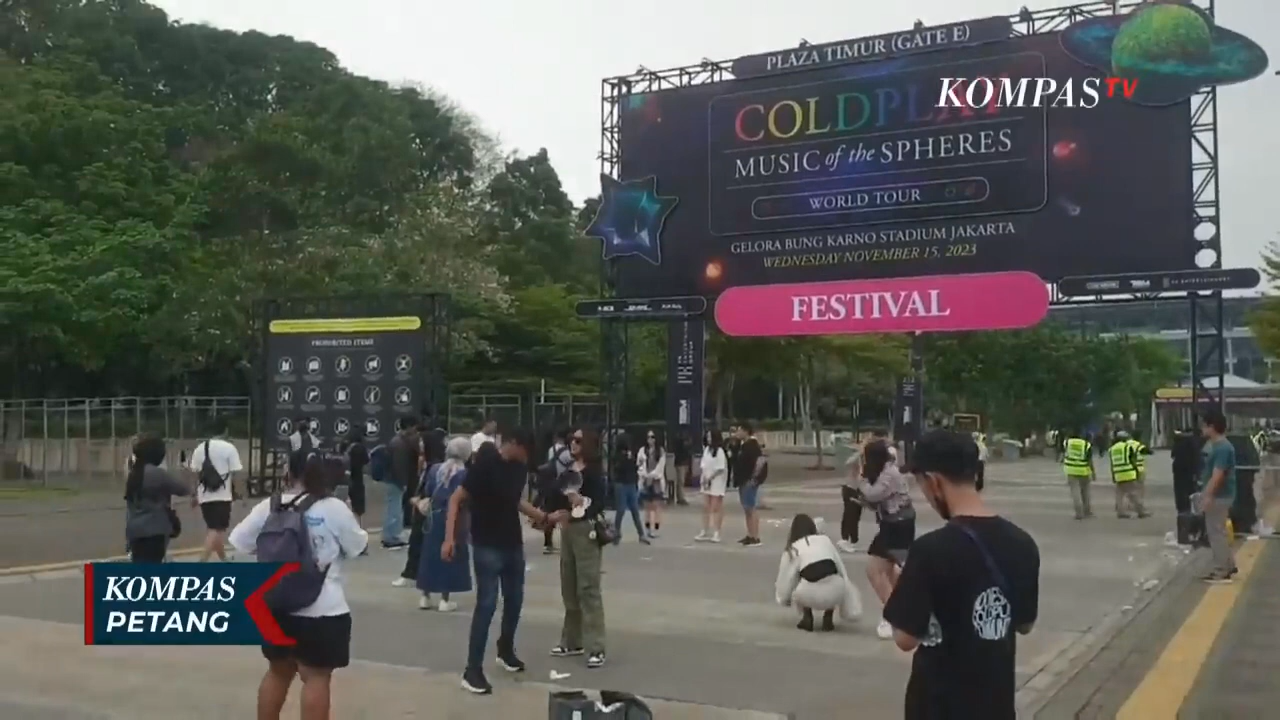 PLAZA TIMUR (GATE E)
COLDPLAY
KOMPASTV
MUSIC of the SPHERES
WORLD TOUR
GELORA BUNG KARNO STADIUM JAKARTA
WEDNESDAY NOVEMBER 15, 2023
FESTIVAL
PROHIBITED ITEMS
KOMPAS
PETANG